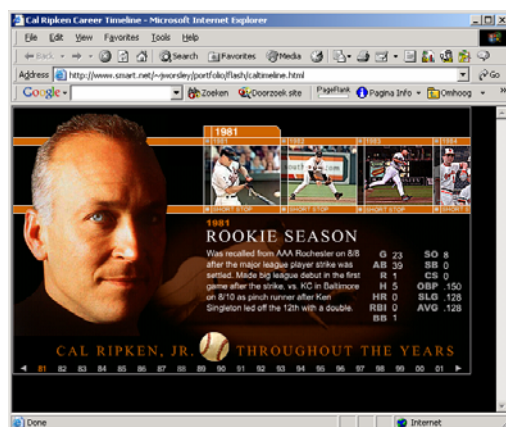 Cal Ripken Career Timeline - Microsoft Internet Explorer
File Edit View Favorites Tools Help
Back Search Favorites Media
Address http://www.smart.net/~jworsley/portfolio/flash/caltimeline.html Go
Google Zoeken Doorzoek site PageRank Pagina Info Omhoog »
1981
1981 1982 1983 1984
SHORT STOP SHORT STOP SHORT STOP SHORT STOP
1981
ROOKIE SEASON
Was recalled from AAA Rochester on 8/8
after the major league player strike was
settled. Made big league debut in the first
game after the strike, vs. KC in Baltimore
on 8/10 as pinch runner after Ken
Singleton led off the 12th with a double.
G 23 SO 8
AB 39 SB 0
R 1 CS 0
H 5 OBP .150
HR 0 SLG .128
RBI 0 AVG .128
BB 1
CAL RIPKEN, JR. THROUGHOUT THE YEARS
81 82 83 84 85 86 87 88 89 90 91 92 93 94 95 96 97 98 99 00 01
Done Internet